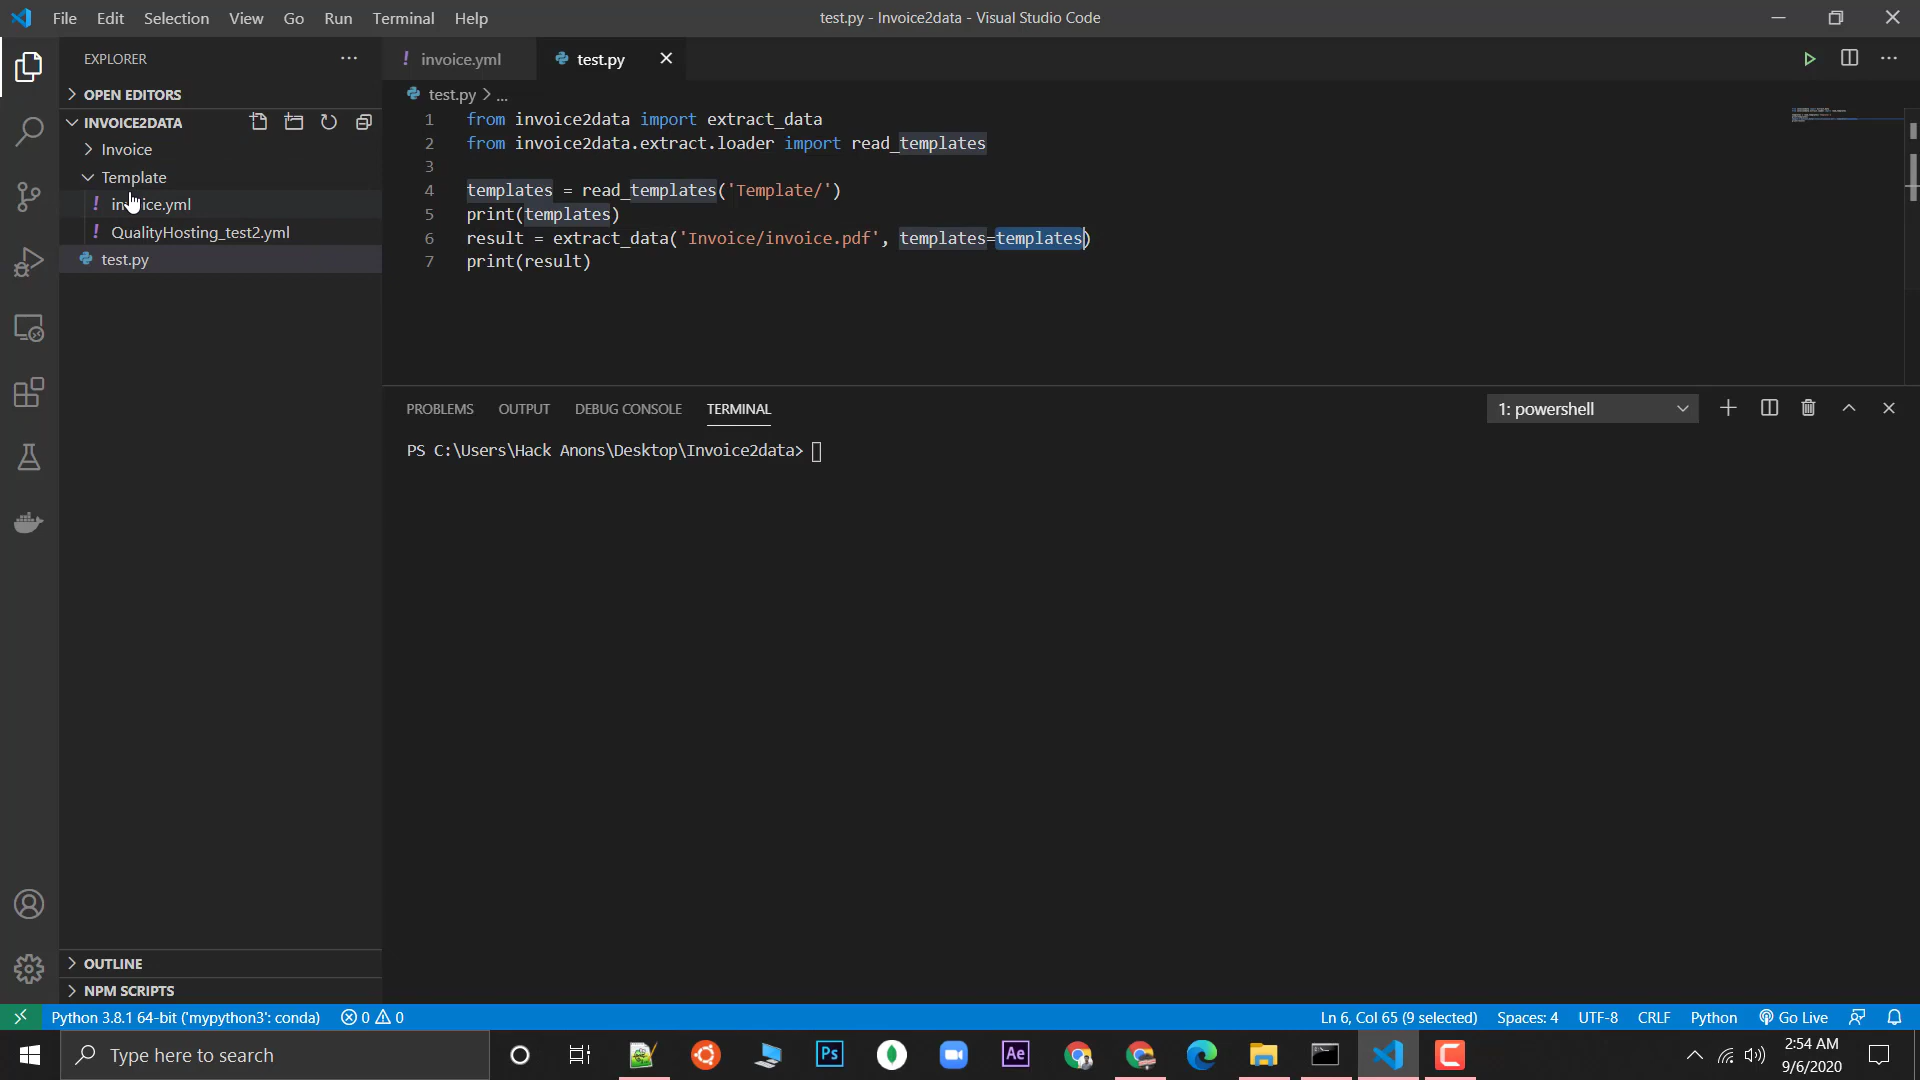 File Edit Selection View Go Run Terminal Help
test.py - Invoice2data - Visual Studio Code
EXPLORER
OPEN EDITORS
INVOICE2DATA
Invoice
Template
invoice.yml
QualityHosting_test2.yml
test.py
OUTLINE
NPM SCRIPTS
invoice.yml test.py
test.py > ...
1 from invoice2data import extract_data
2 from invoice2data.extract.loader import read_templates
3
4 templates = read_templates('Template/')
5 print(templates)
6 result = extract_data('Invoice/invoice.pdf', templates=templates)
7 print(result)
PROBLEMS OUTPUT DEBUG CONSOLE TERMINAL
1: powershell
PS C:\Users\Hack Anons\Desktop\Invoice2data>
Python 3.8.1 64-bit ('mypython3': conda) 0 0
Ln 6, Col 65 (9 selected) Spaces: 4 UTF-8 CRLF Python Go Live
Type here to search
Ps
Ae
2:54 AM
9/6/2020